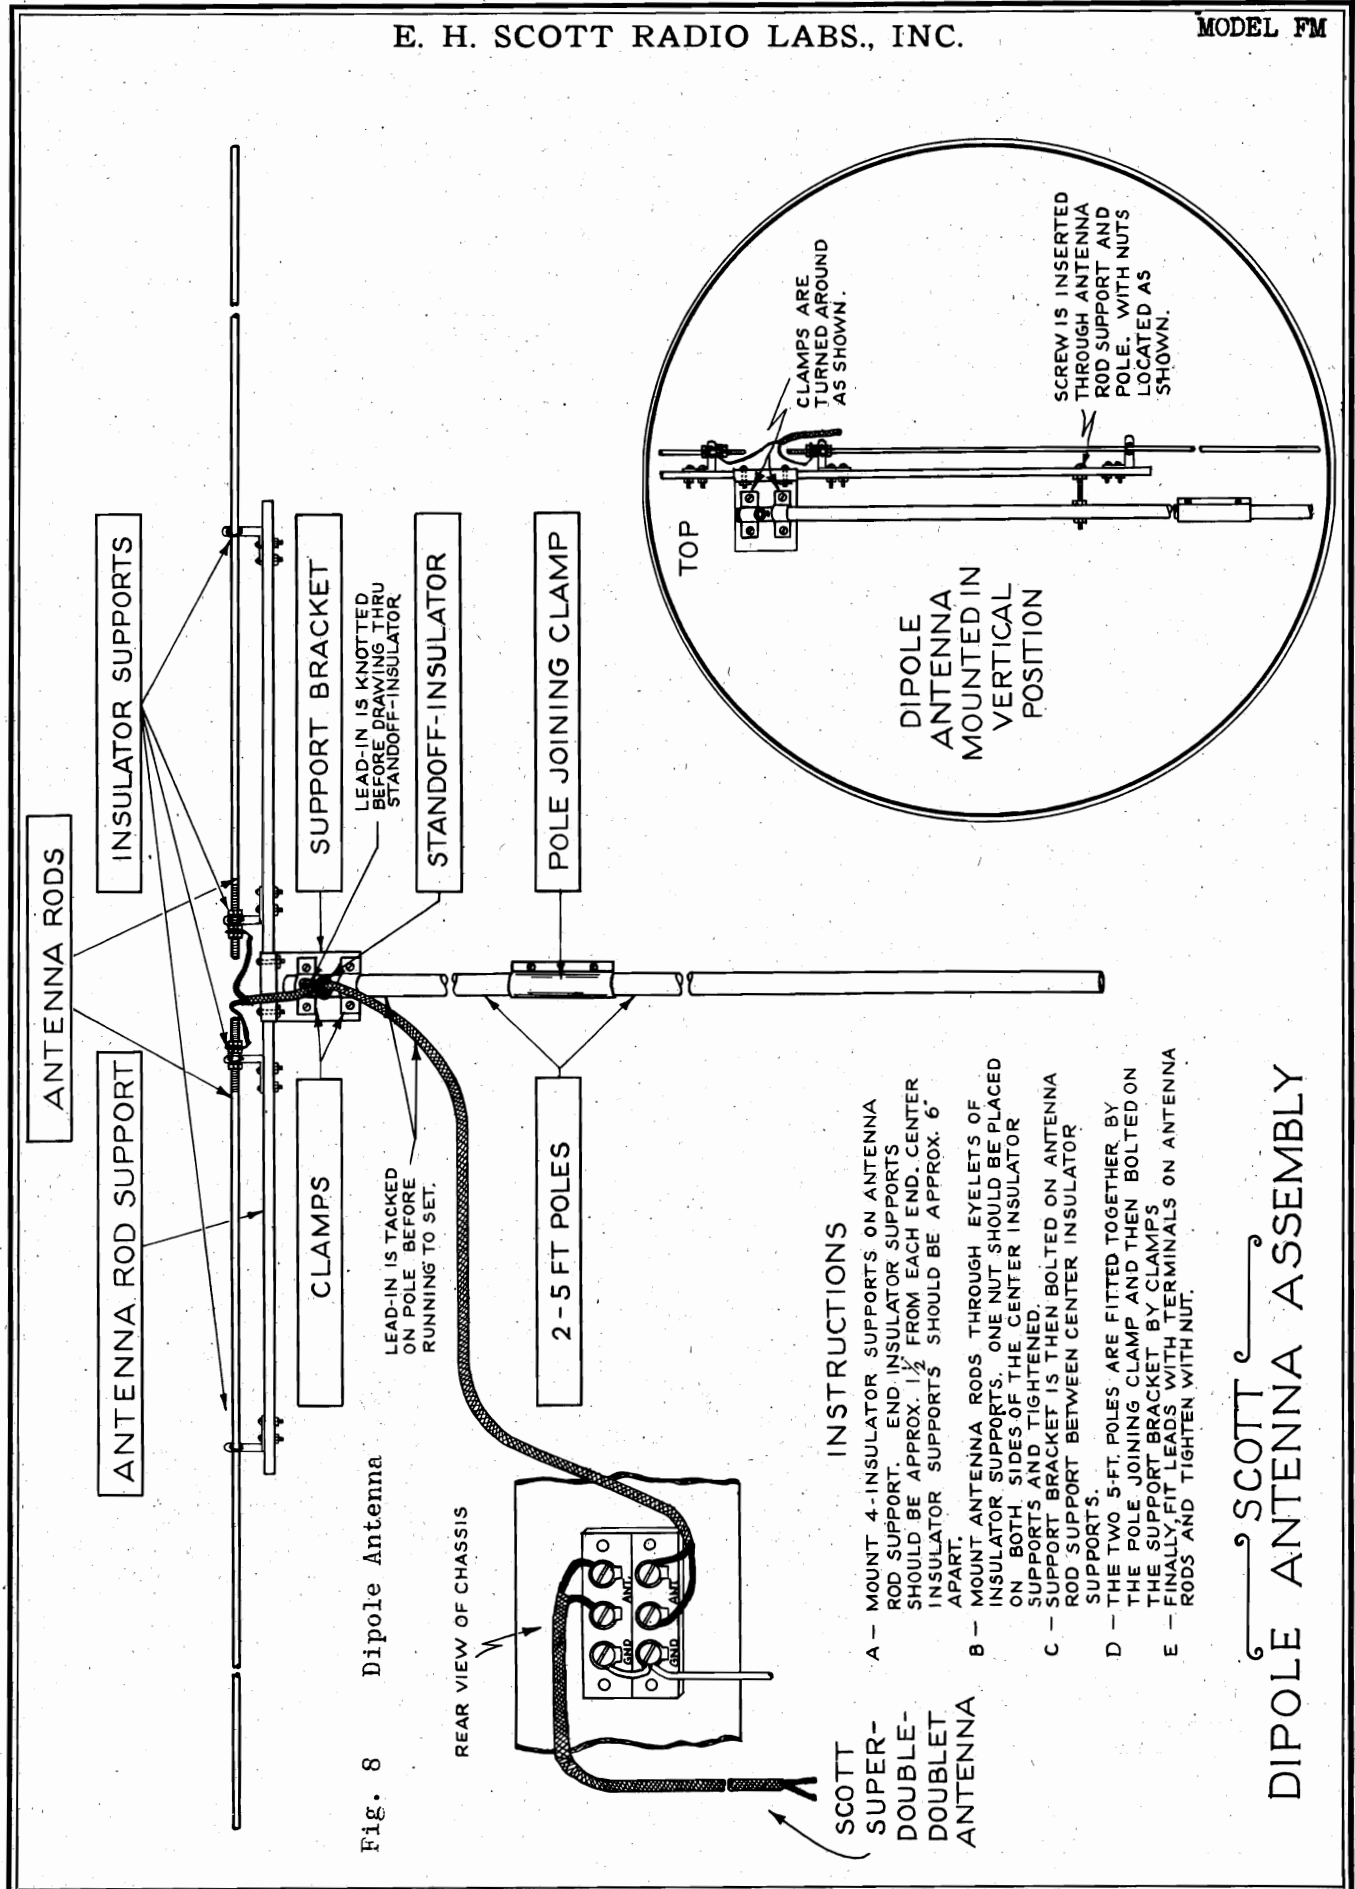 E. H. SCOTT RADIO LABS., INC.
MODEL FM
ANTENNA RODS
ANTENNA ROD SUPPORT
INSULATOR SUPPORTS
CLAMPS
SUPPORT BRACKET
LEAD-IN IS KNOTTED
BEFORE DRAWING THRU
STANDOFF-INSULATOR
STANDOFF-INSULATOR
LEAD-IN IS TACKED
ON POLE BEFORE
RUNNING TO SET.
2-5 FT POLES
POLE JOINING CLAMP
Fig. 8 Dipole Antenna
REAR VIEW OF CHASSIS
ANT.
GND
ANT
GND
SCOTT
SUPER-
DOUBLE-
DOUBLET
ANTENNA
INSTRUCTIONS
A — MOUNT 4-INSULATOR SUPPORTS ON ANTENNA
ROD SUPPORT. END INSULATOR SUPPORTS
SHOULD BE APPROX. 1½" FROM EACH END. CENTER
INSULATOR SUPPORTS SHOULD BE APPROX. 6"
APART.
B — MOUNT ANTENNA RODS THROUGH EYELETS OF
INSULATOR SUPPORTS. ONE NUT SHOULD BE PLACED
ON BOTH SIDES OF THE CENTER INSULATOR
SUPPORTS AND TIGHTENED.
C — SUPPORT BRACKET IS THEN BOLTED ON ANTENNA
ROD SUPPORT BETWEEN CENTER INSULATOR
SUPPORTS.
D — THE TWO 5-FT. POLES ARE FITTED TOGETHER BY
THE POLE JOINING CLAMP AND THEN BOLTED ON
THE SUPPORT BRACKET BY CLAMPS
E — FINALLY, FIT LEADS WITH TERMINALS ON ANTENNA
RODS AND TIGHTEN WITH NUT.
TOP
CLAMPS ARE
TURNED AROUND
AS SHOWN.
SCREW IS INSERTED
THROUGH ANTENNA
ROD SUPPORT AND
POLE. WITH NUTS
LOCATED AS
SHOWN.
DIPOLE
ANTENNA
MOUNTED IN
VERTICAL
POSITION
SCOTT
DIPOLE ANTENNA ASSEMBLY